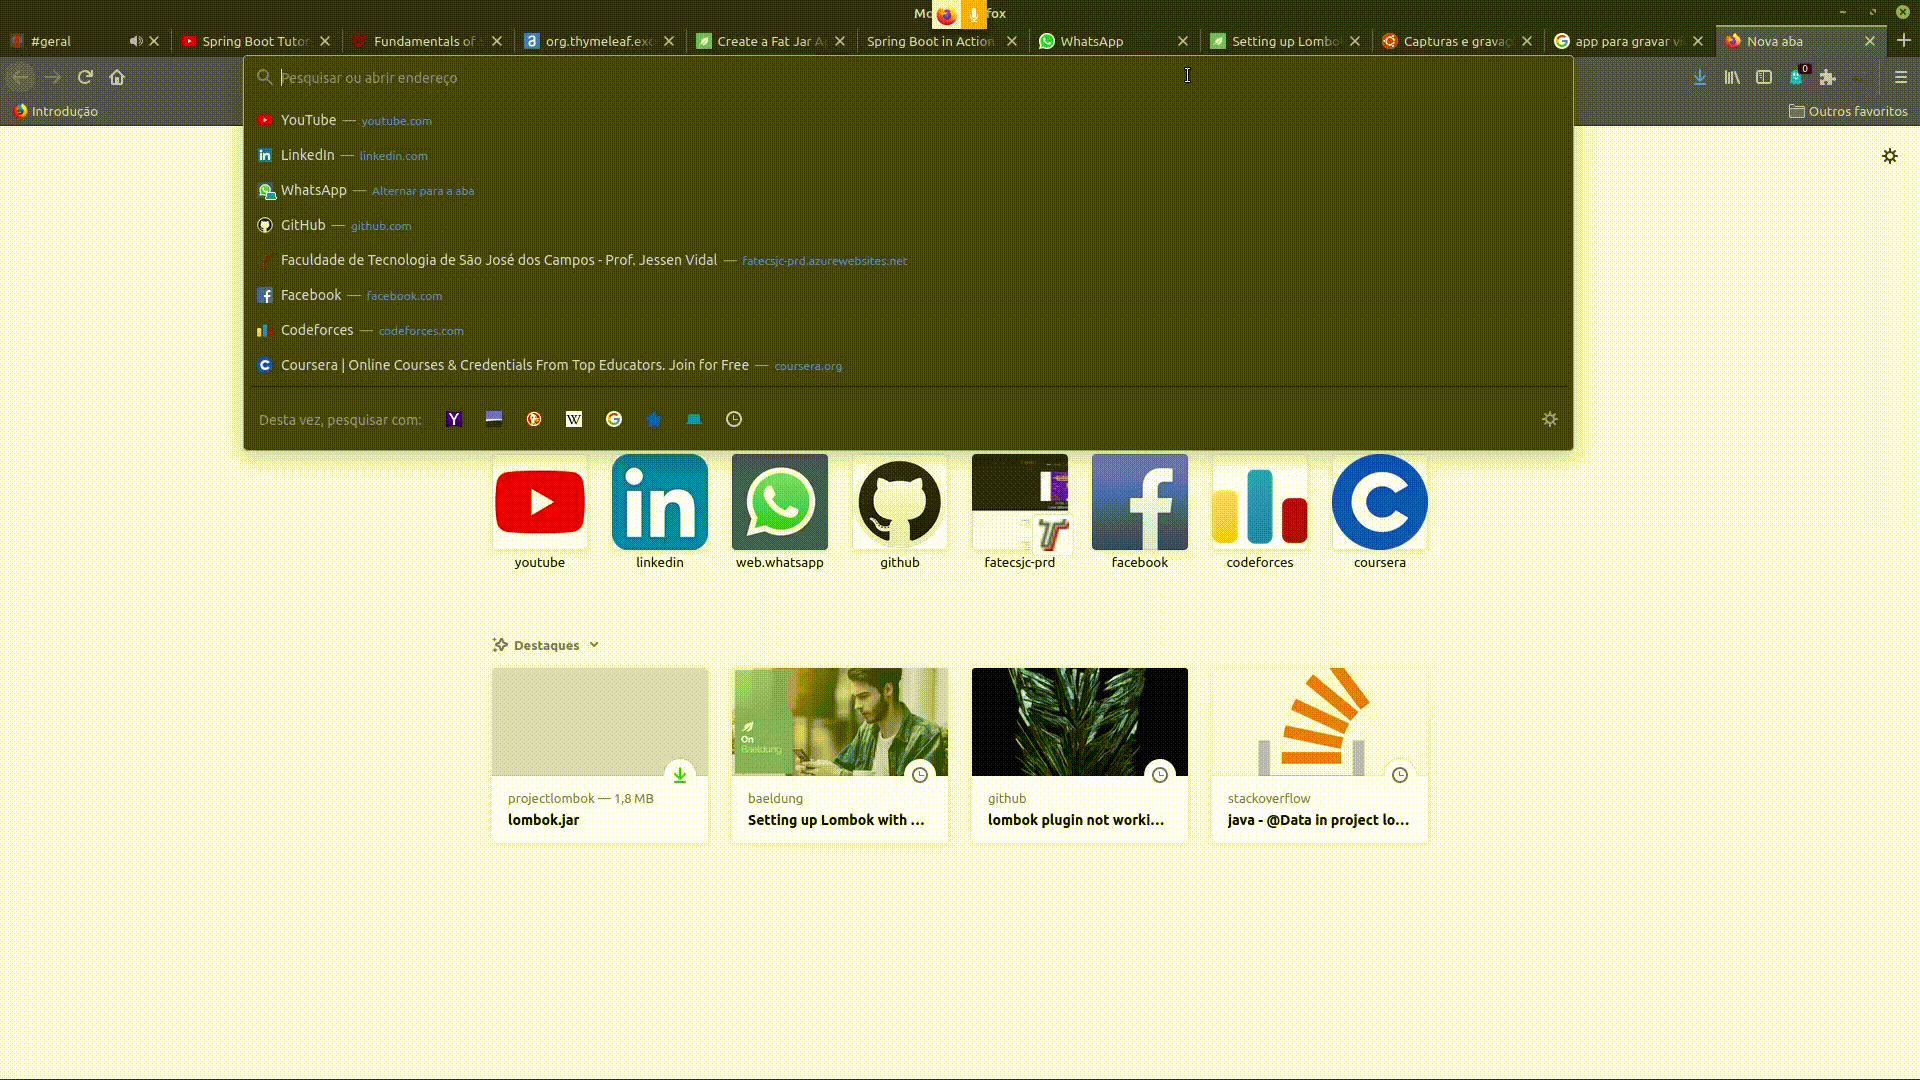 #geral
Spring Boot Tutor
Fundamentals of
org.thymeleaf.exc
Create a Fat Jar A
Spring Boot in Action
WhatsApp
Setting up Lombo
Capturas e gravaç
app para gravar v
Nova aba
Pesquisar ou abrir endereço
0
Introdução
Outros favoritos
YouTube — youtube.com
LinkedIn — linkedin.com
WhatsApp — Alternar para a aba
GitHub — github.com
Faculdade de Tecnologia de São José dos Campos - Prof. Jessen Vidal — fatecsjc-prd.azurewebsites.net
Facebook — facebook.com
Codeforces — codeforces.com
Coursera | Online Courses & Credentials From Top Educators. Join for Free — coursera.org
Desta vez, pesquisar com:
youtube
linkedin
web.whatsapp
github
fatecsjc-prd
facebook
codeforces
coursera
Destaques
On
Baeldung
projectlombok — 1,8 MB
lombok.jar
baeldung
Setting up Lombok with ...
github
lombok plugin not worki...
stackoverflow
java - @Data in project lo...